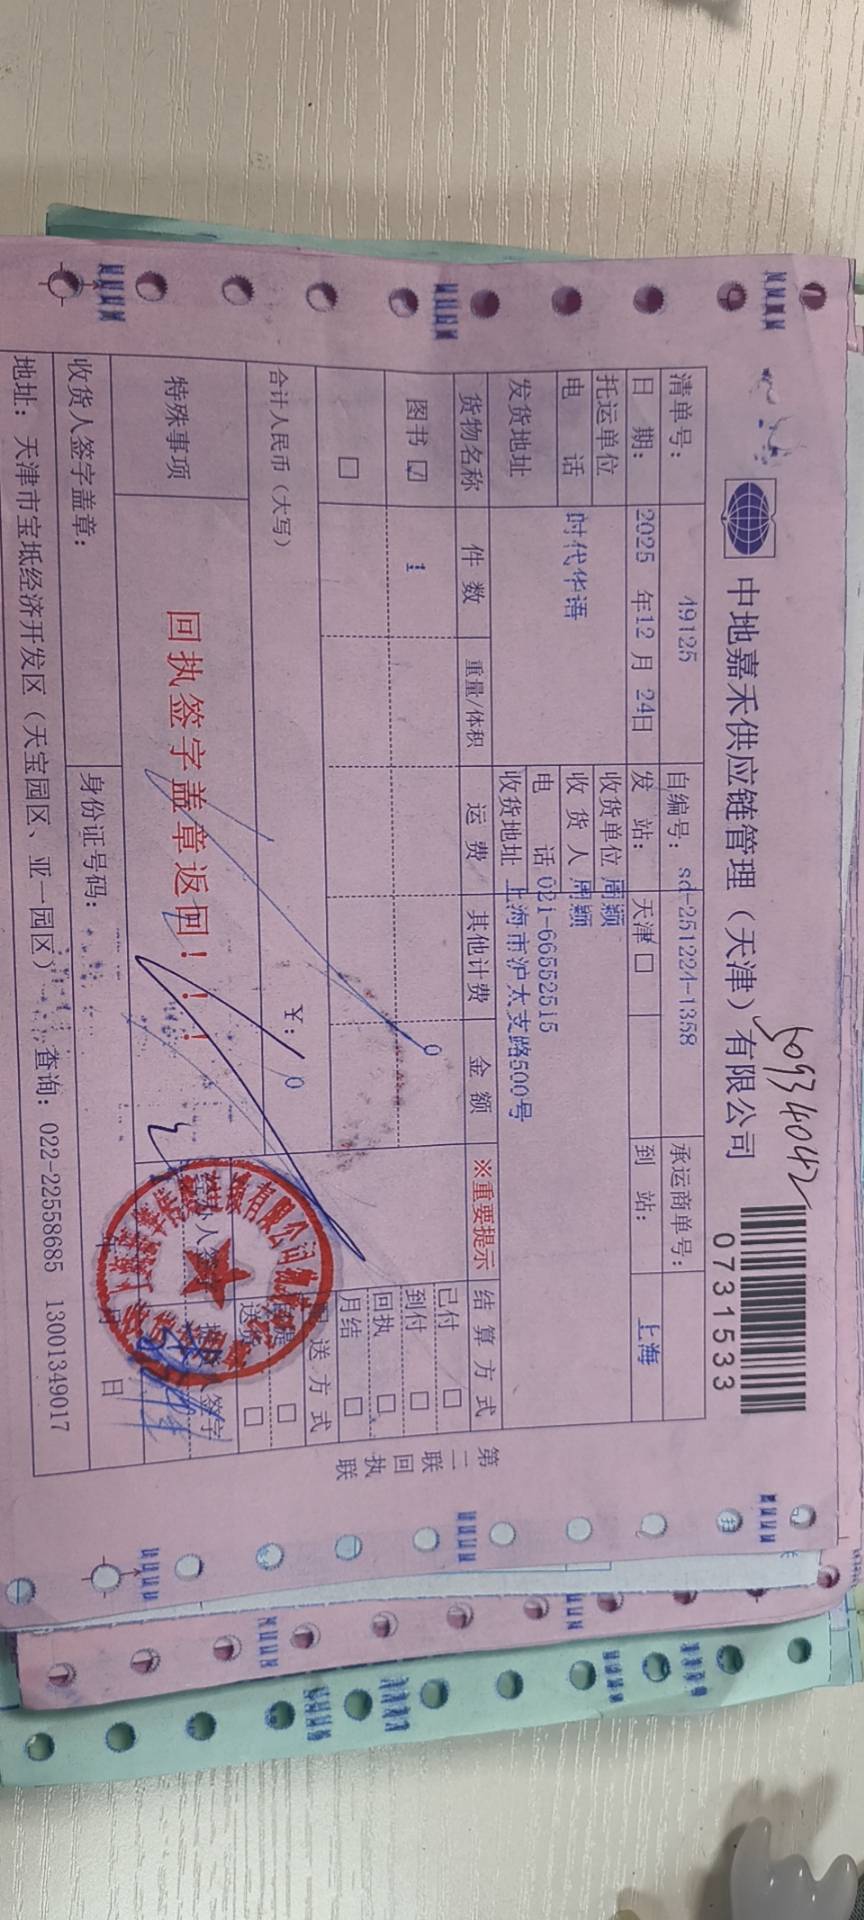 50934042
中地嘉禾供应链管理（天津）有限公司
0731533
清单号： 49125 自编号：sd-251224-1358 承运商单号：
日 期： 2025 年12 月 24日 发 站： 天津□ 到 站： 上海
托运单位 时代华语 收货单位 周颖
收 货 人 周颖
电 话 电 话 021-66552515
发货地址 收货地址 上海市沪太支路500号
货物名称 件 数 重量/体积 运 费 其他计费 金 额 ※重要提示 结 算 方 式
图书 ☑ 1 0
□
已付 □
到付 □
回执 □
月结 □
合计人民币（大写） ¥： 0
送 方 式
提 □
送 □
特殊事项 回执签字盖章返回！！！
收货人签字盖章： 身份证号码： 月 日
地址：天津市宝坻经济开发区（天宝园区、亚一园区） 查询：022-22558685 13001349017
第二联 回执联